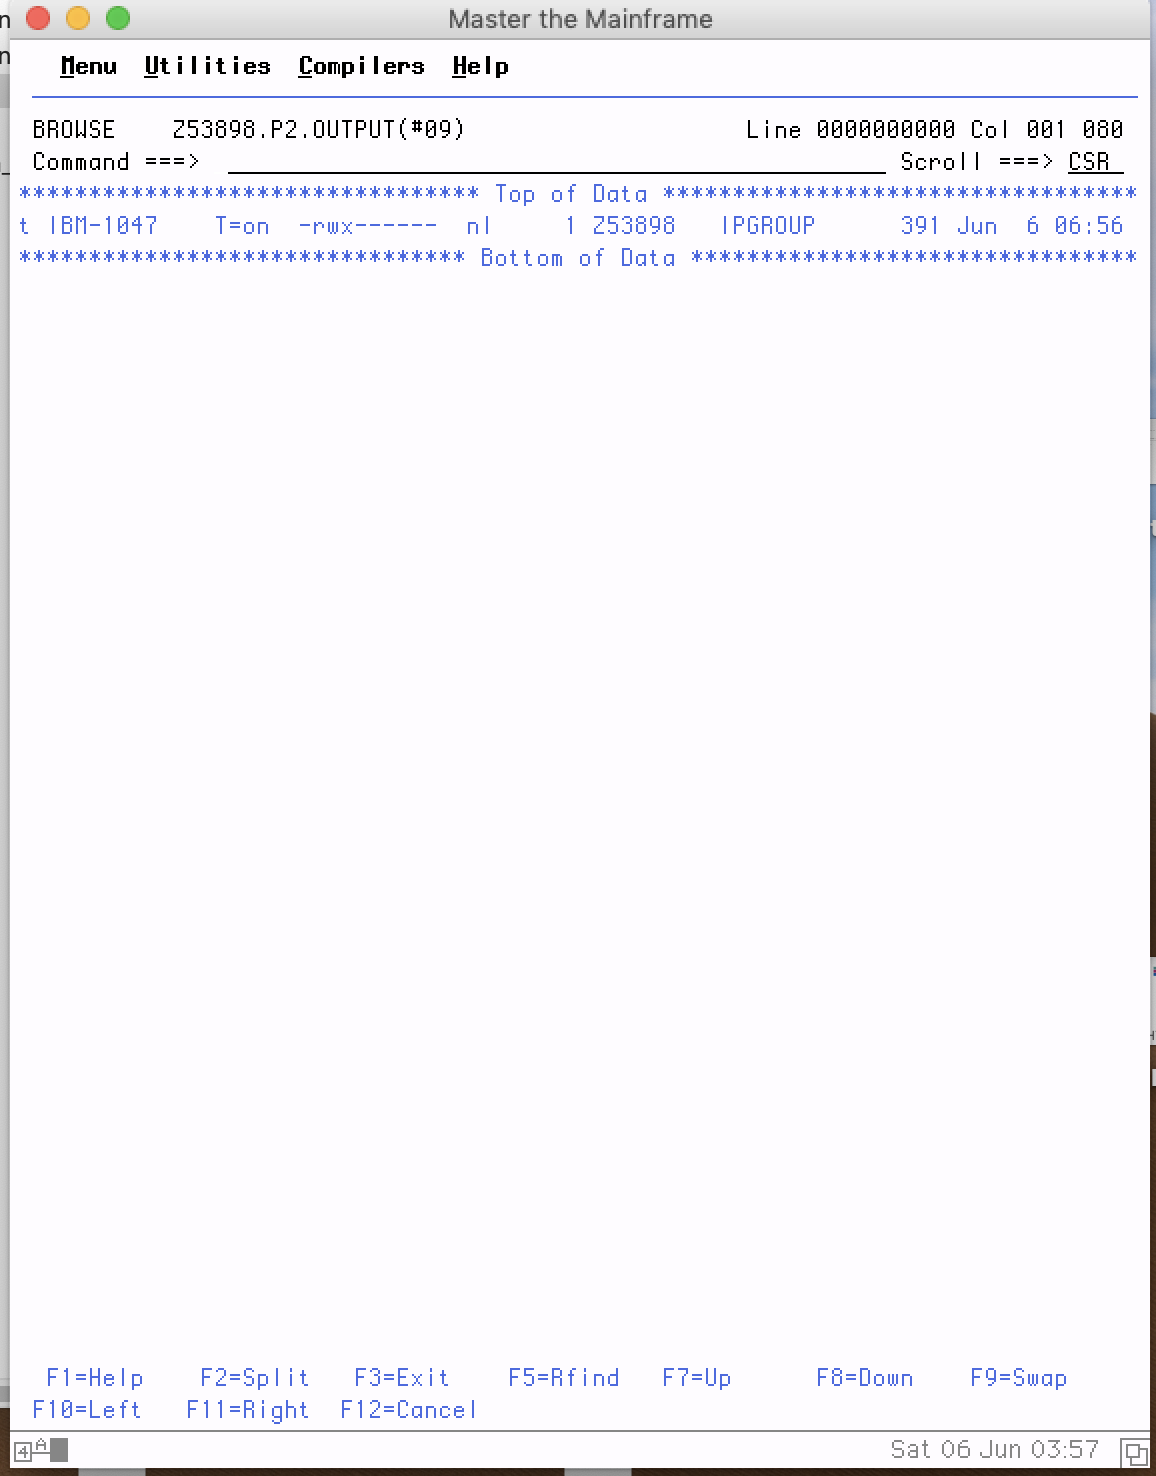 Master the Mainframe
Menu Utilities Compilers Help
BROWSE Z53898.P2.OUTPUT(#09) Line 0000000000 Col 001 080
Command ===> Scroll ===> CSR
********************************* Top of Data **********************************
t IBM-1047 T=on -rwx------ nl 1 Z53898 IPGROUP 391 Jun 6 06:56
******************************** Bottom of Data ********************************
F1=Help F2=Split F3=Exit F5=Rfind F7=Up F8=Down F9=Swap
F10=Left F11=Right F12=Cancel
4 A Sat 06 Jun 03:57